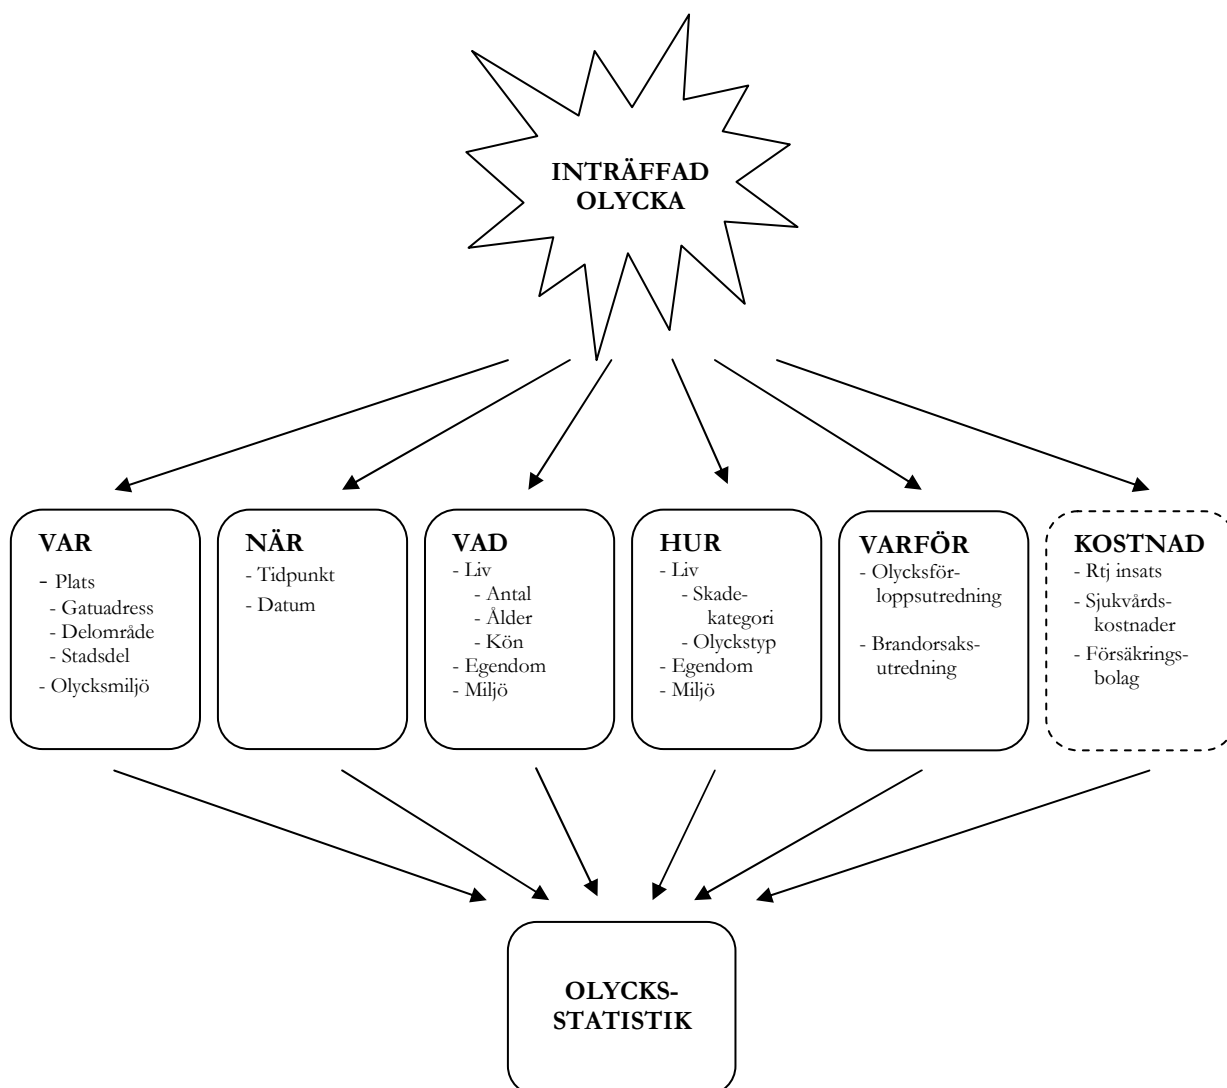 INTRÄFFAD
OLYCKA
VAR
- Plats
- Gatuadress
- Delområde
- Stadsdel
- Olycksmiljö
NÄR
- Tidpunkt
- Datum
VAD
- Liv
- Antal
- Ålder
- Kön
- Egendom
- Miljö
HUR
- Liv
- Skade-
kategori
- Olyckstyp
- Egendom
- Miljö
VARFÖR
- Olycksför-
loppsutredning
- Brandorsaks-
utredning
KOSTNAD
- Rtj insats
- Sjukvårds-
kostnader
- Försäkrings-
bolag
OLYCKS-
STATISTIK